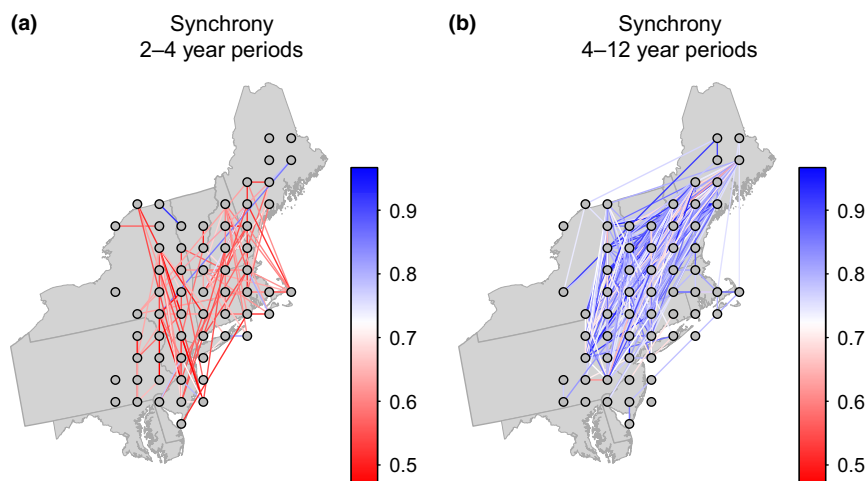 (a)
Synchrony
2–4 year periods
0.9
0.8
0.7
0.6
0.5
(b)
Synchrony
4–12 year periods
0.9
0.8
0.7
0.6
0.5